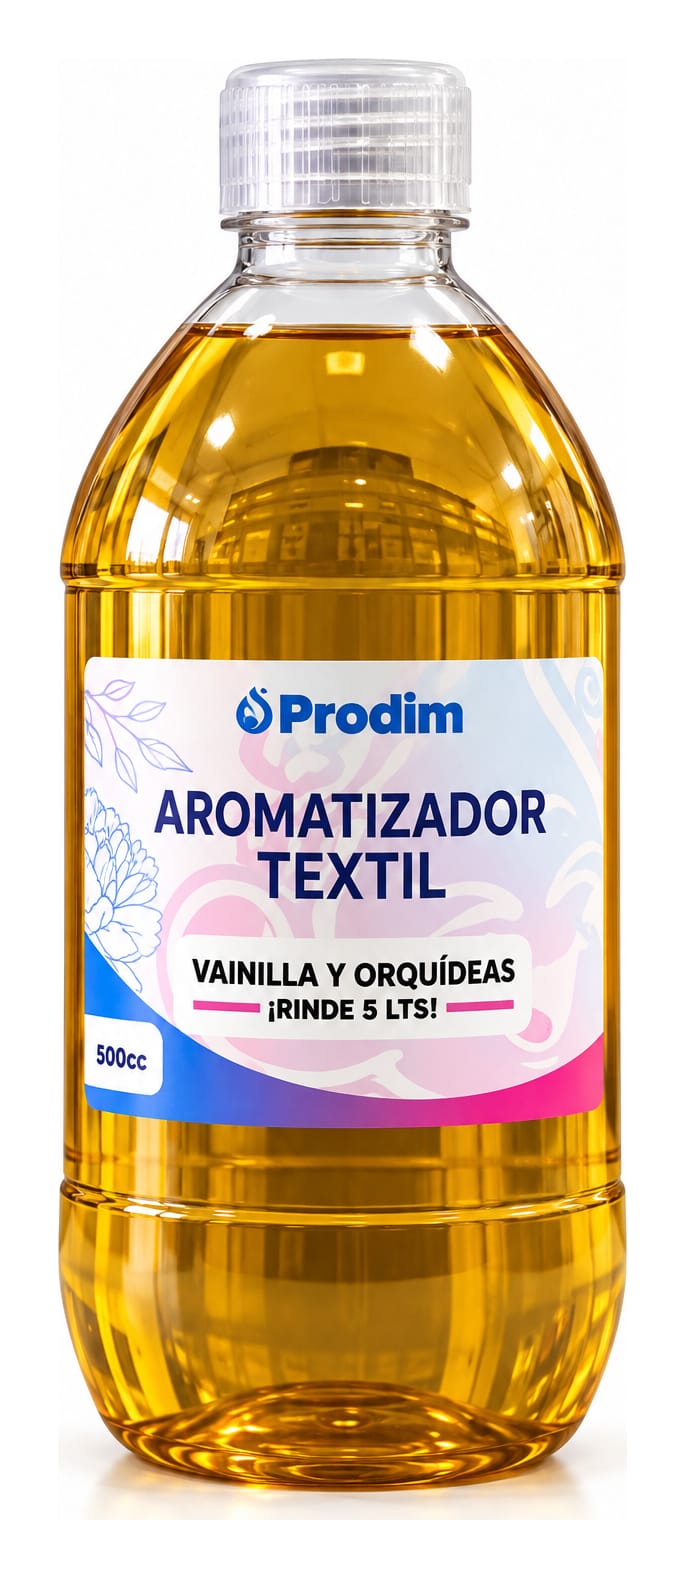 Prodim
AROMATIZADOR
TEXTIL
VAINILLA Y ORQUÍDEAS
¡RINDE 5 LTS!
500cc